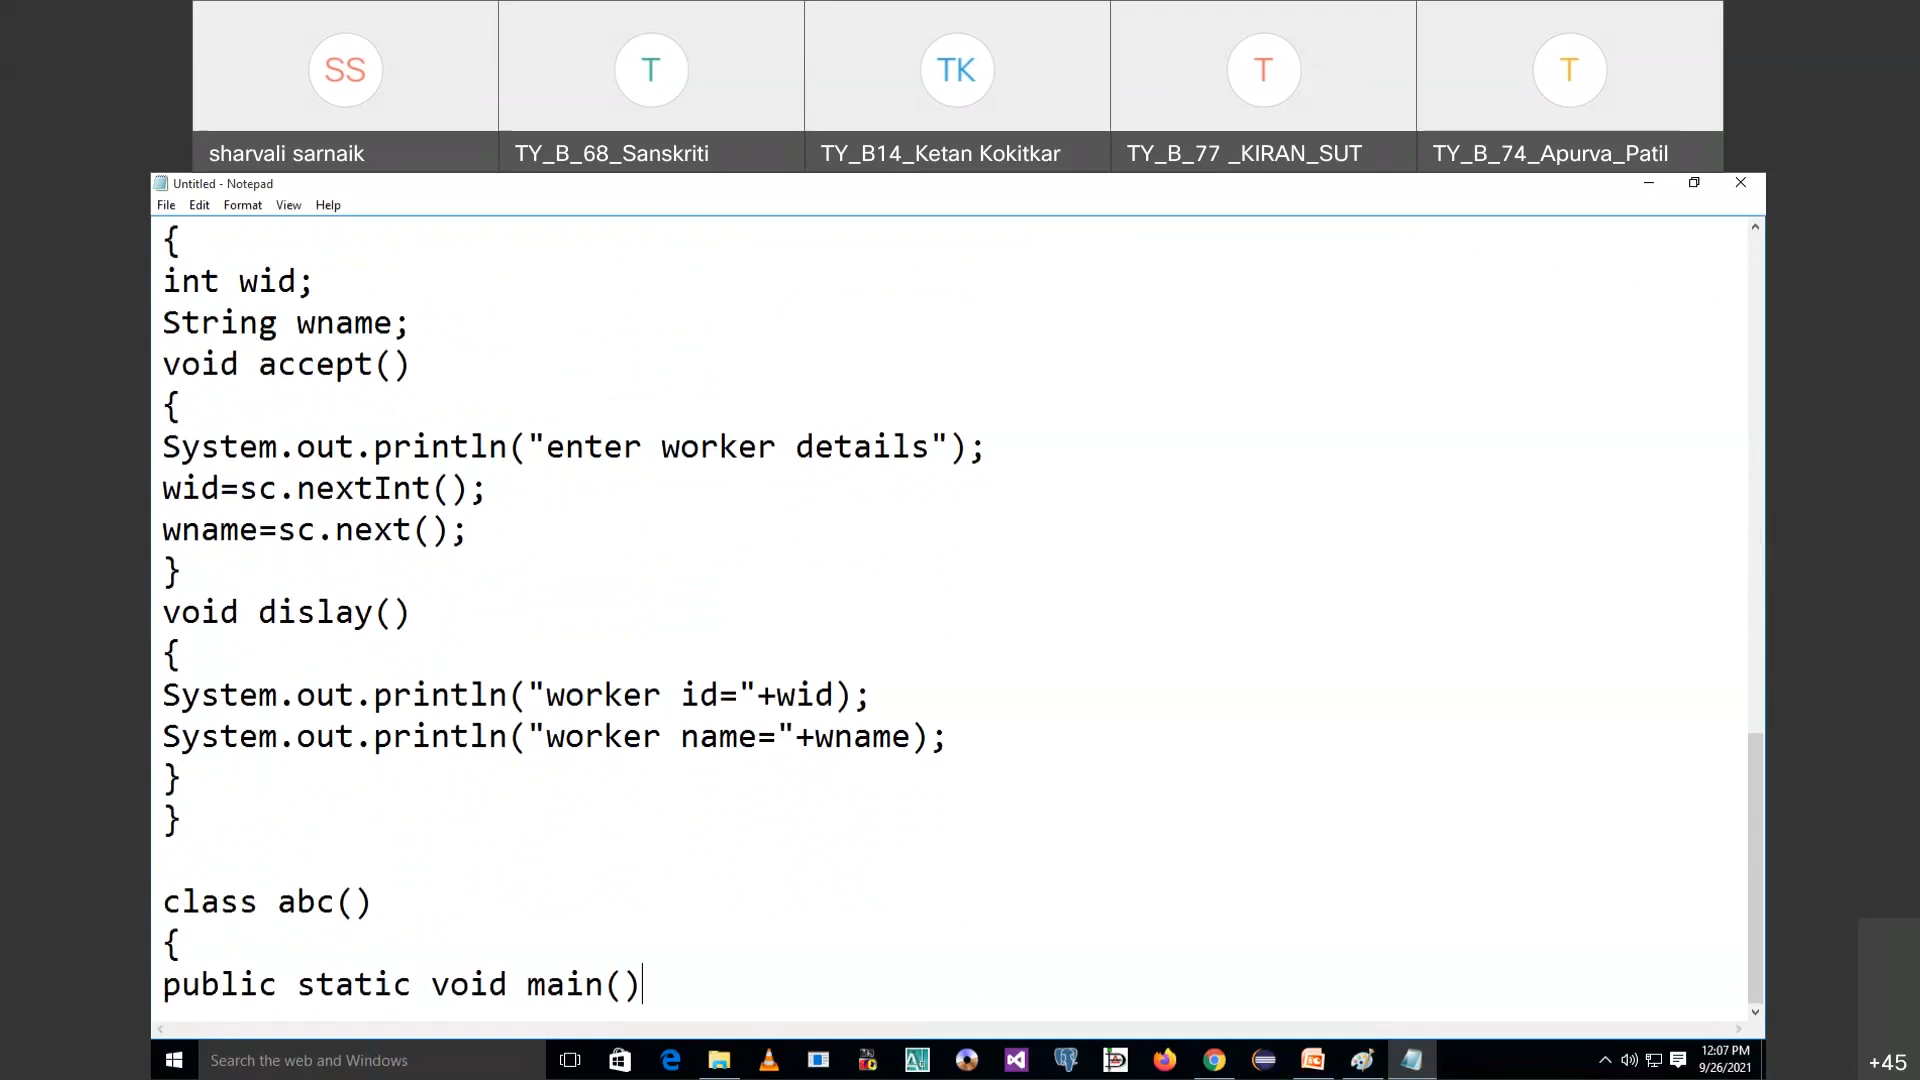 SS T TK T T
sharvali sarnaik TY_B_68_Sanskriti TY_B14_Ketan Kokitkar TY_B_77 _KIRAN_SUT TY_B_74_Apurva_Patil
Untitled - Notepad
File Edit Format View Help
{
int wid;
String wname;
void accept()
{
System.out.println("enter worker details");
wid=sc.nextInt();
wname=sc.next();
}
void dislay()
{
System.out.println("worker id="+wid);
System.out.println("worker name="+wname);
}
}
class abc()
{
public static void main()
Search the web and Windows
12:07 PM
9/26/2021
+45